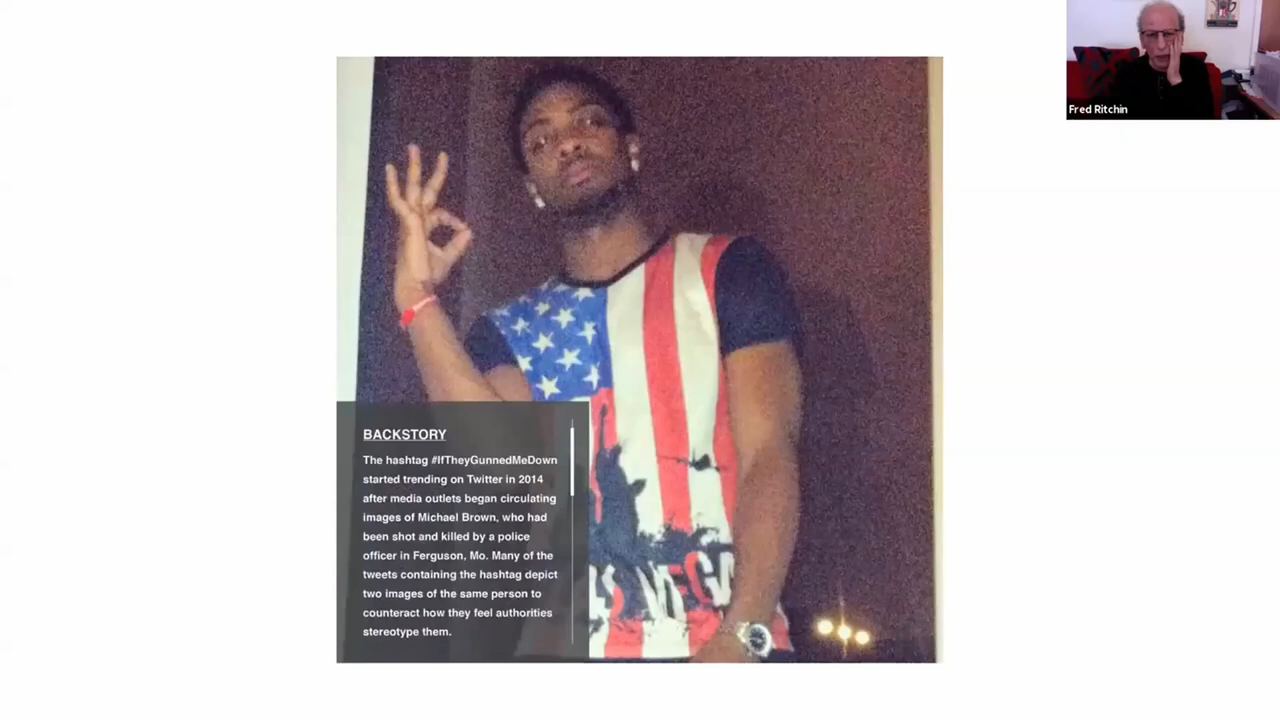 Fred Ritchin
BACKSTORY
The hashtag #IfTheyGunnedMeDown
started trending on Twitter in 2014
after media outlets began circulating
images of Michael Brown, who had
been shot and killed by a police
officer in Ferguson, Mo. Many of the
tweets containing the hashtag depict
two images of the same person to
counteract how they feel authorities
stereotype them.